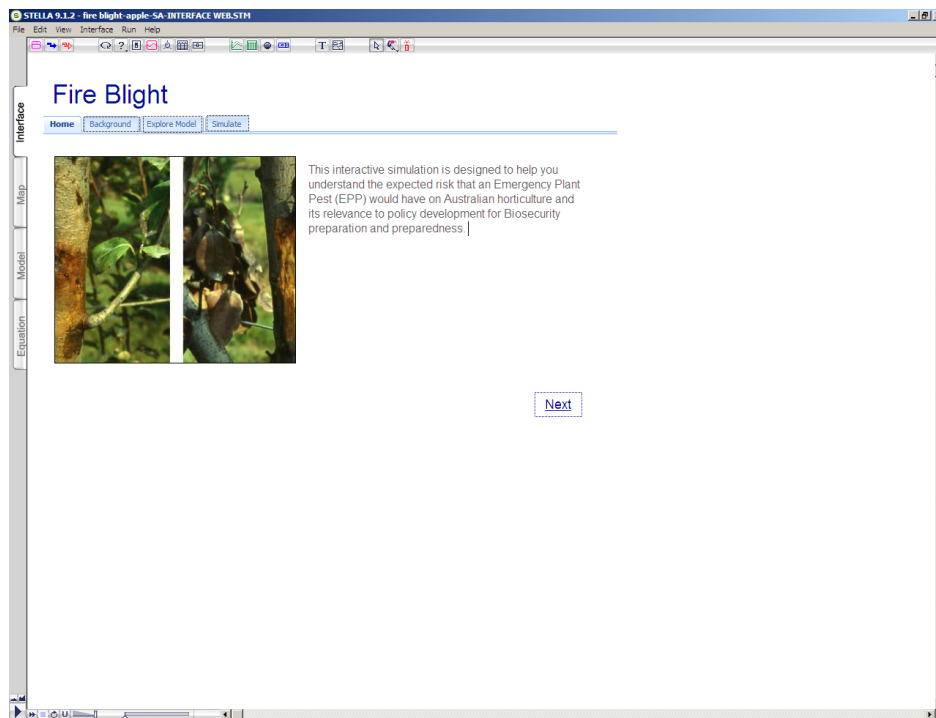 STELLA 9.1.2 - fire blight-apple-SA-INTERFACE WEB.STM
File Edit View Interface Run Help
Fire Blight
Home Background Explore Model Simulate
Interface
Map
Model
Equation
This interactive simulation is designed to help you
understand the expected risk that an Emergency Plant
Pest (EPP) would have on Australian horticulture and
its relevance to policy development for Biosecurity
preparation and preparedness.
Next
U